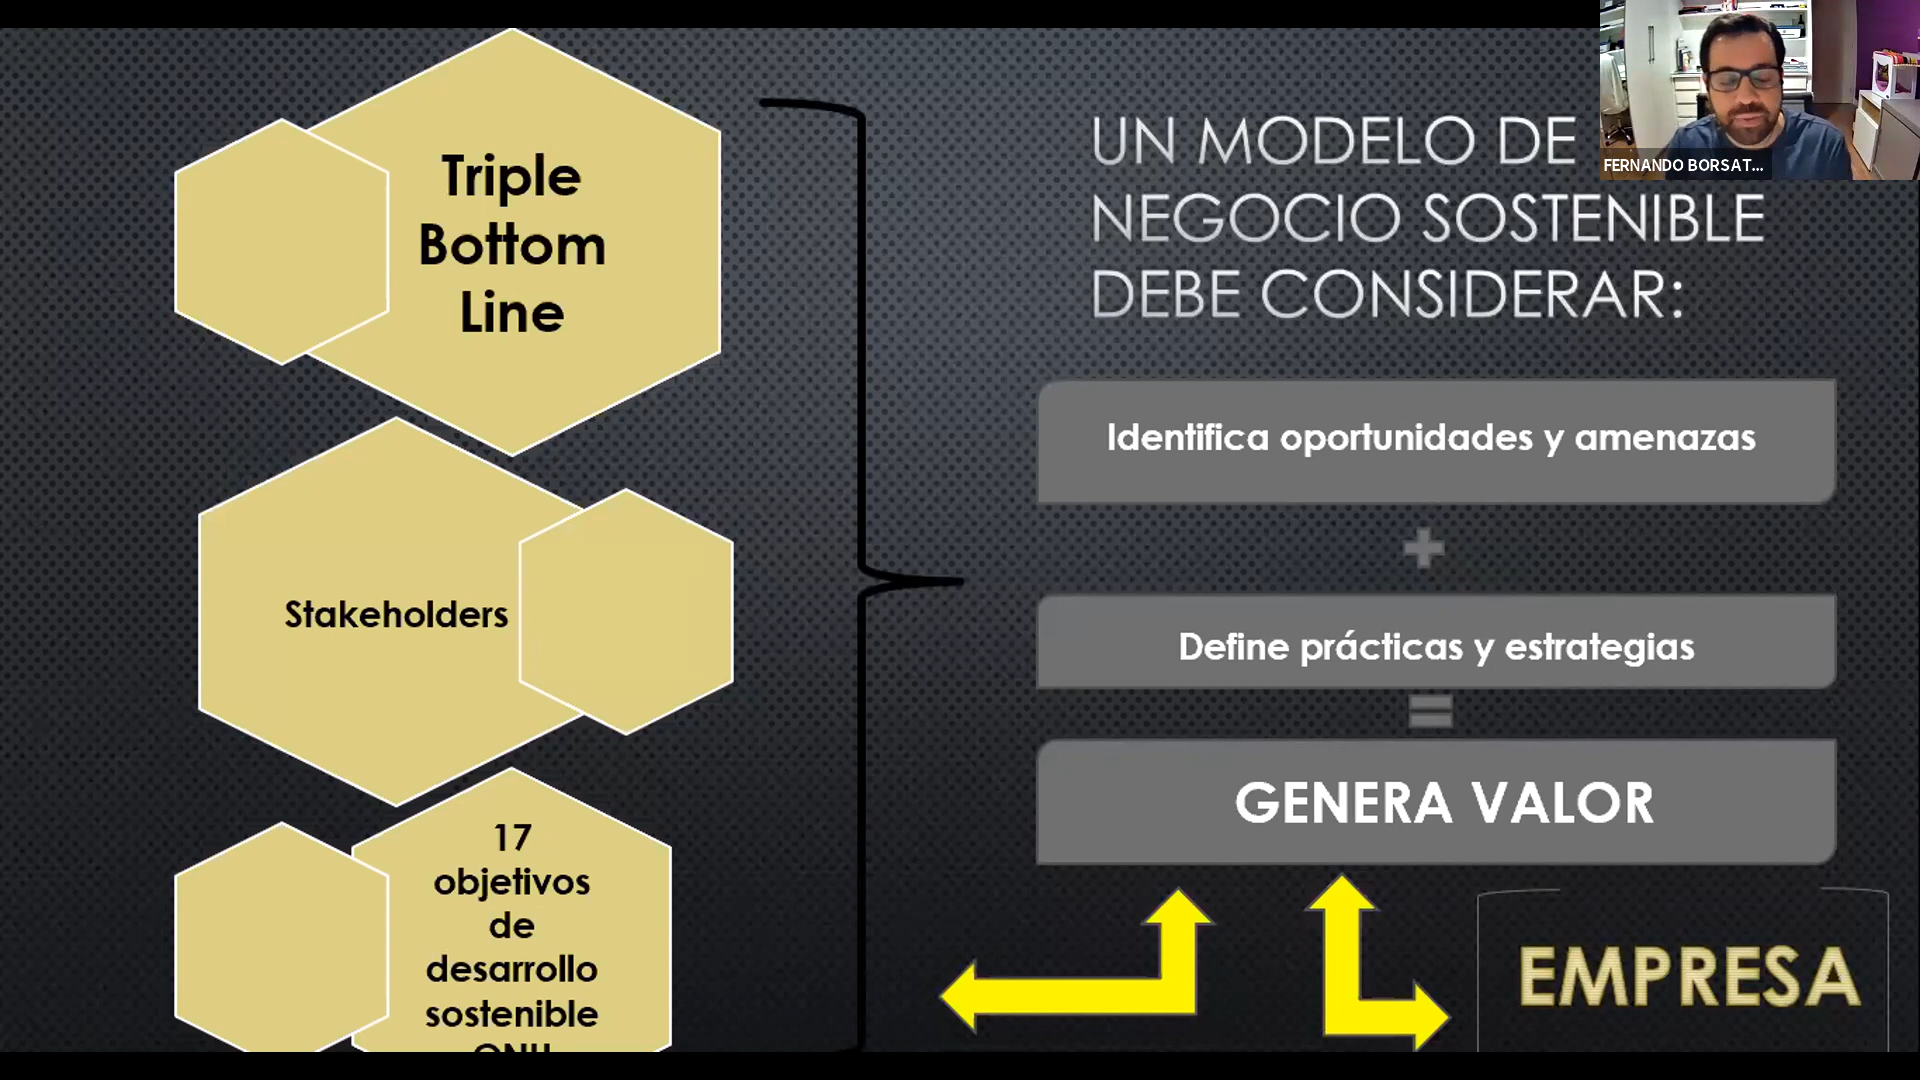 Triple
Bottom
Line
Stakeholders
17
objetivos
de
desarrollo
sostenible
ONU
UN MODELO DE
NEGOCIO SOSTENIBLE
DEBE CONSIDERAR:
Identifica oportunidades y amenazas
+
Define prácticas y estrategias
=
GENERA VALOR
EMPRESA
FERNANDO BORSAT...